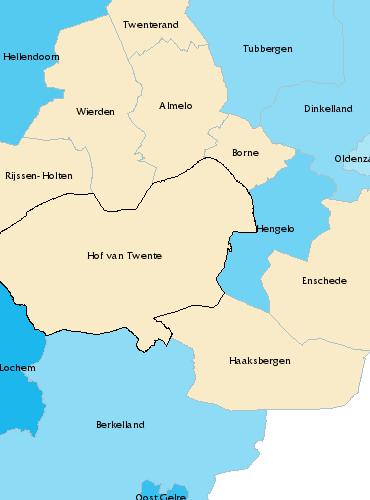 Twenterand
Tubbergen
Hellendoorn
Almelo
Wierden
Dinkelland
Borne
Oldenza
Rijssen-Holten
Hengelo
Hof van Twente
Enschede
Haaksbergen
Lochem
Berkelland
Oost Gelre